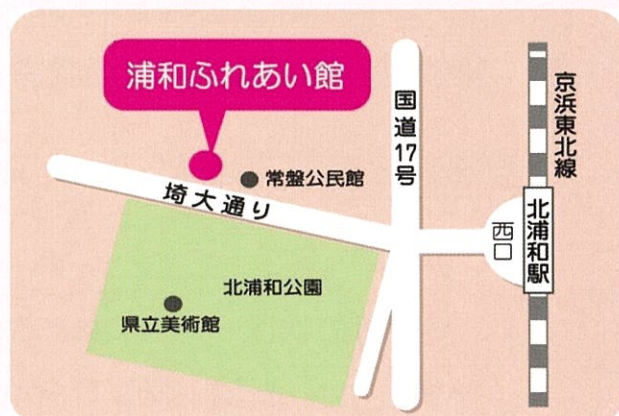 浦和ふれあい館
国道17号
京浜東北線
常盤公民館
埼大通り
北浦和駅
西口
北浦和公園
県立美術館